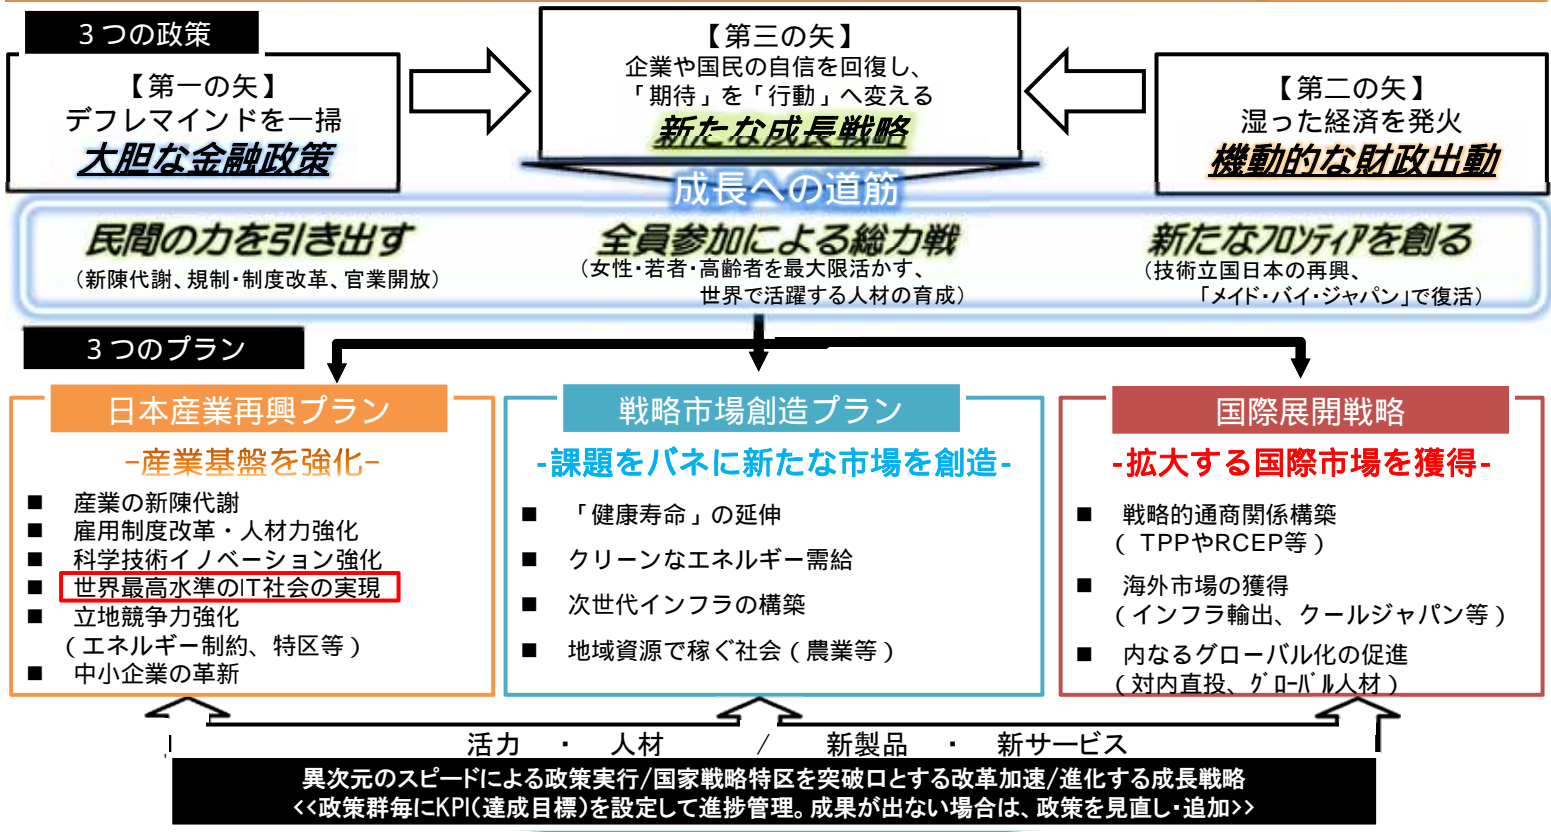 3つの政策
【第一の矢】
デフレマインドを一掃
大胆な金融政策
【第三の矢】
企業や国民の自信を回復し、
「期待」を「行動」へ変える
新たな成長戦略
【第二の矢】
湿った経済を発火
機動的な財政出動
成長への道筋
民間の力を引き出す
(新陳代謝、規制・制度改革、官業開放)
全員参加による総力戦
(女性・若者・高齢者を最大限活かす、
世界で活躍する人材の育成)
新たなフロンティアを創る
(技術立国日本の再興、
「メイド・バイ・ジャパン」で復活)
3つのプラン
日本産業再興プラン
-産業基盤を強化-
■ 産業の新陳代謝
■ 雇用制度改革・人材力強化
■ 科学技術イノベーション強化
■ 世界最高水準のIT社会の実現
■ 立地競争力強化
(エネルギー制約、特区等)
■ 中小企業の革新
戦略市場創造プラン
-課題をバネに新たな市場を創造-
■ 「健康寿命」の延伸
■ クリーンなエネルギー需給
■ 次世代インフラの構築
■ 地域資源で稼ぐ社会(農業等)
国際展開戦略
-拡大する国際市場を獲得-
■ 戦略的通商関係構築
( TPPやRCEP等)
■ 海外市場の獲得
(インフラ輸出、クールジャパン等)
■ 内なるグローバル化の促進
(対内直投、グローバル人材)
活力 ・ 人材 / 新製品 ・ 新サービス
異次元のスピードによる政策実行/国家戦略特区を突破口とする改革加速/進化する成長戦略
<<政策群毎にKPI(達成目標)を設定して進捗管理。成果が出ない場合は、政策を見直し・追加>>